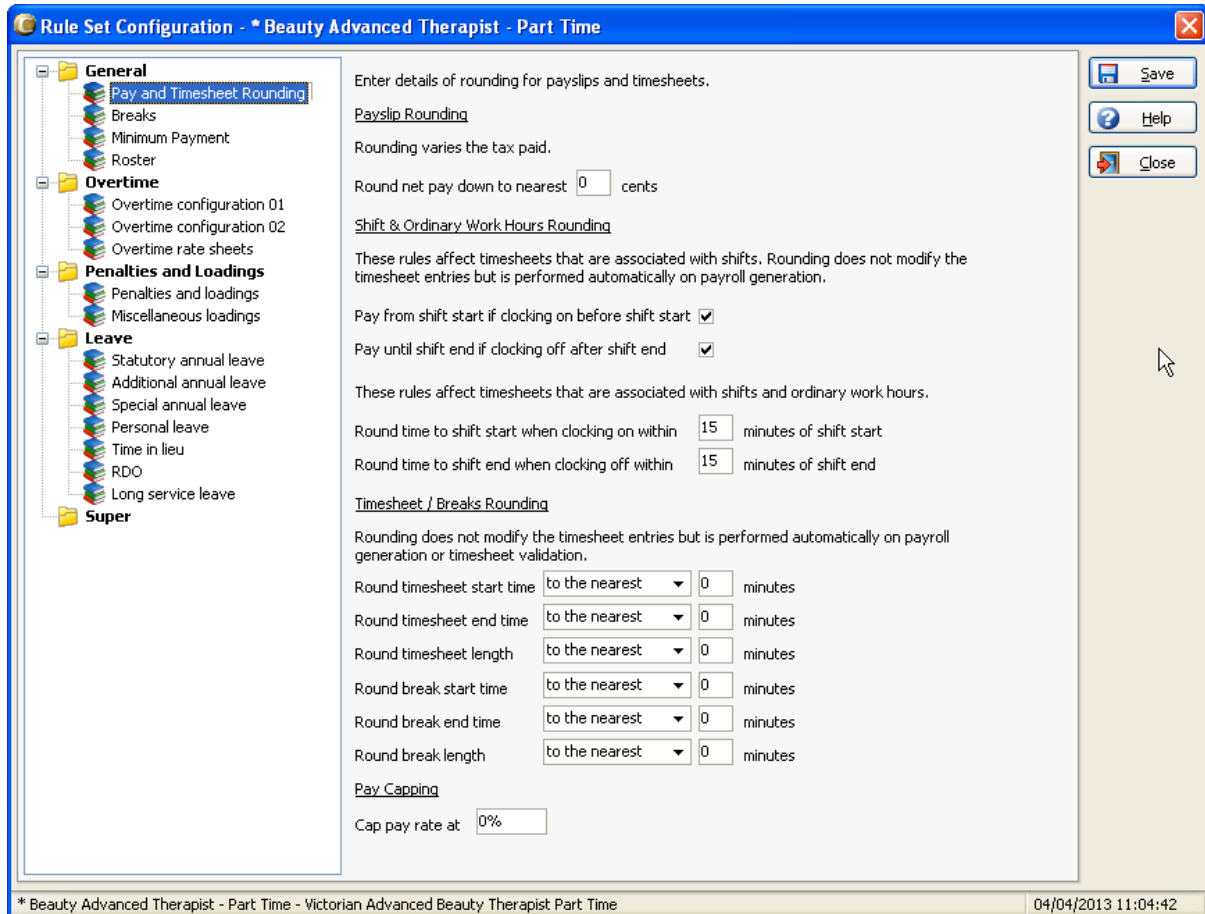 Rule Set Configuration - * Beauty Advanced Therapist - Part Time
General
Pay and Timesheet Rounding
Breaks
Minimum Payment
Roster
Overtime
Overtime configuration 01
Overtime configuration 02
Overtime rate sheets
Penalties and Loadings
Penalties and loadings
Miscellaneous loadings
Leave
Statutory annual leave
Additional annual leave
Special annual leave
Personal leave
Time in lieu
RDO
Long service leave
Super
Enter details of rounding for payslips and timesheets.
Payslip Rounding
Rounding varies the tax paid.
Round net pay down to nearest 0 cents
Shift & Ordinary Work Hours Rounding
These rules affect timesheets that are associated with shifts. Rounding does not modify the
timesheet entries but is performed automatically on payroll generation.
Pay from shift start if clocking on before shift start
Pay until shift end if clocking off after shift end
These rules affect timesheets that are associated with shifts and ordinary work hours.
Round time to shift start when clocking on within 15 minutes of shift start
Round time to shift end when clocking off within 15 minutes of shift end
Timesheet / Breaks Rounding
Rounding does not modify the timesheet entries but is performed automatically on payroll
generation or timesheet validation.
Round timesheet start time to the nearest 0 minutes
Round timesheet end time to the nearest 0 minutes
Round timesheet length to the nearest 0 minutes
Round break start time to the nearest 0 minutes
Round break end time to the nearest 0 minutes
Round break length to the nearest 0 minutes
Pay Capping
Cap pay rate at 0%
Save
Help
Close
* Beauty Advanced Therapist - Part Time - Victorian Advanced Beauty Therapist Part Time
04/04/2013 11:04:42